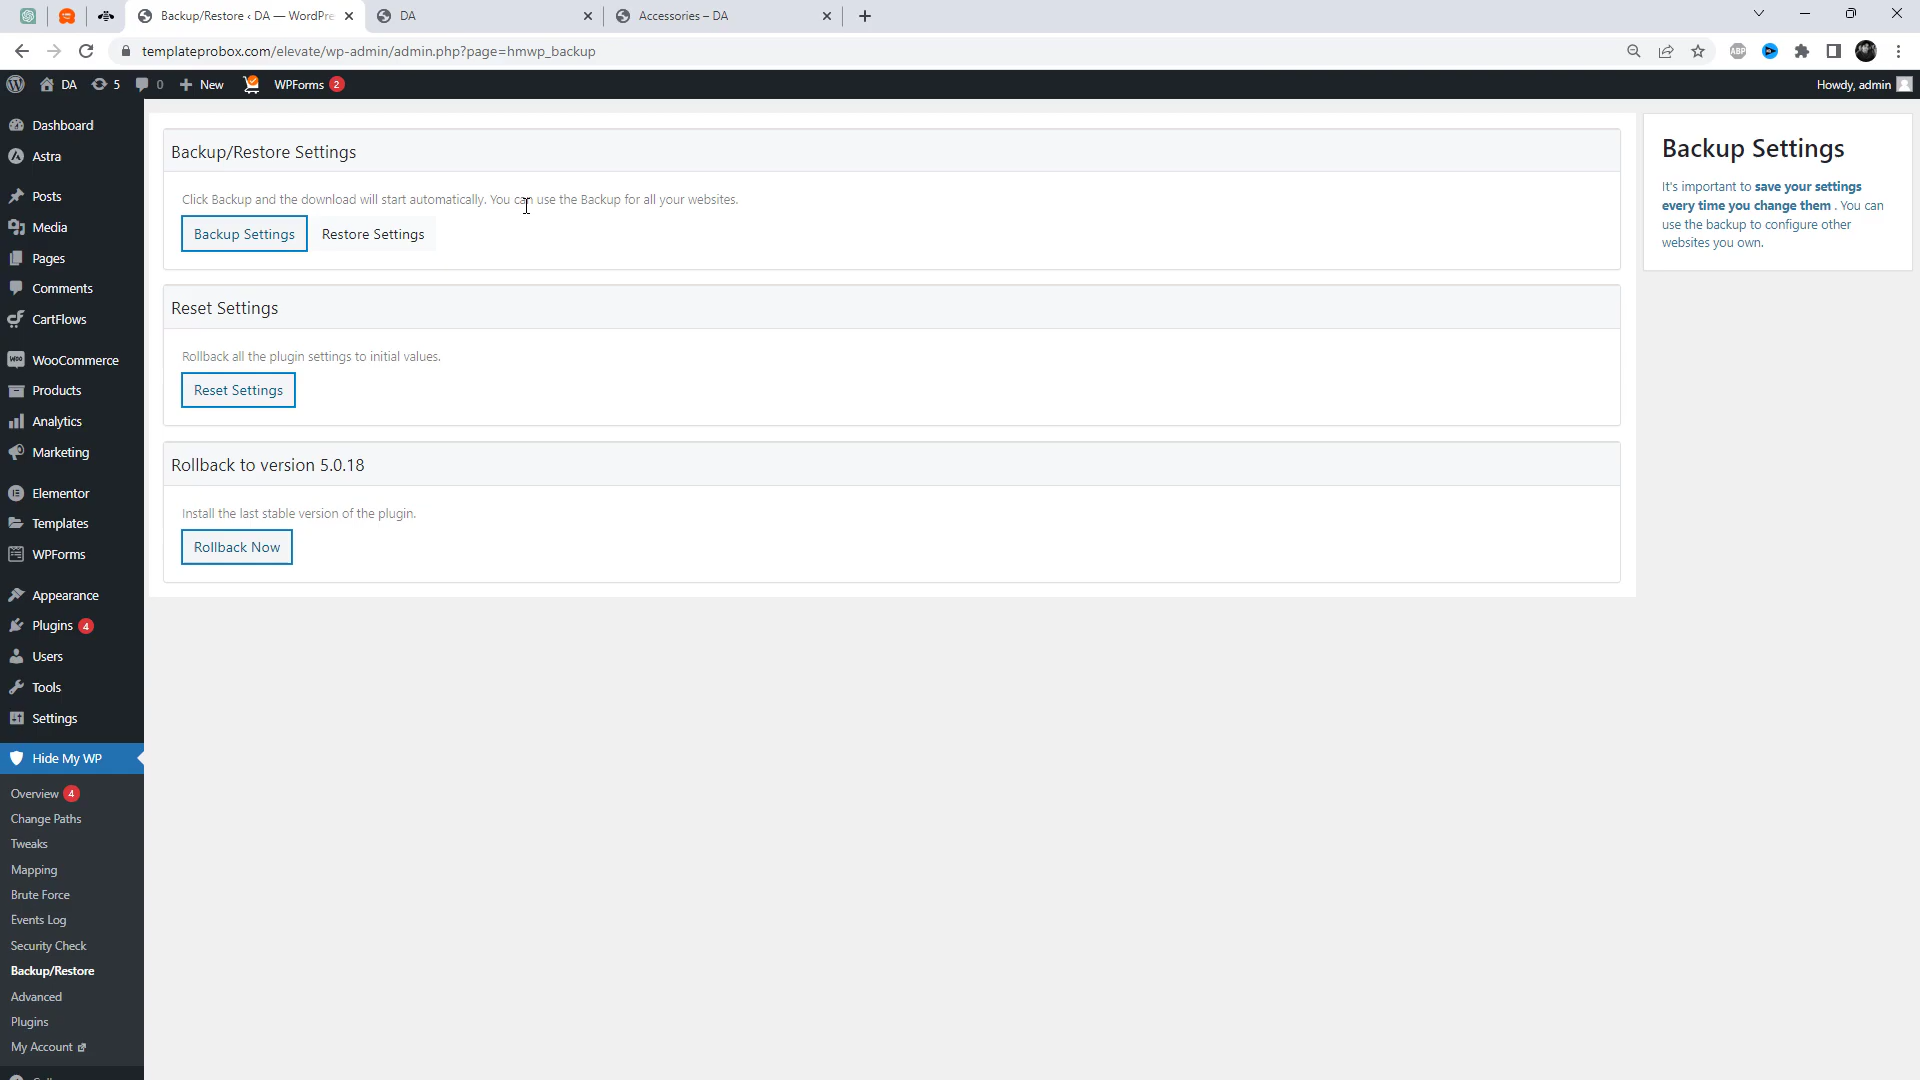 Backup/Restore ‹ DA — WordPre
DA
Accessories – DA
templateprobox.com/elevate/wp-admin/admin.php?page=hmwp_backup
ABP
DA
5
0
New
WPForms 2
Howdy, admin
Dashboard
Astra
Posts
Media
Pages
Comments
CartFlows
WooCommerce
Products
Analytics
Marketing
Elementor
Templates
WPForms
Appearance
Plugins 4
Users
Tools
Settings
Hide My WP
Overview 4
Change Paths
Tweaks
Mapping
Brute Force
Events Log
Security Check
Backup/Restore
Advanced
Plugins
My Account
Backup/Restore Settings
Click Backup and the download will start automatically. You can use the Backup for all your websites.
Backup Settings
Restore Settings
Reset Settings
Rollback all the plugin settings to initial values.
Reset Settings
Rollback to version 5.0.18
Install the last stable version of the plugin.
Rollback Now
Backup Settings
It's important to save your settings
every time you change them . You can
use the backup to configure other
websites you own.